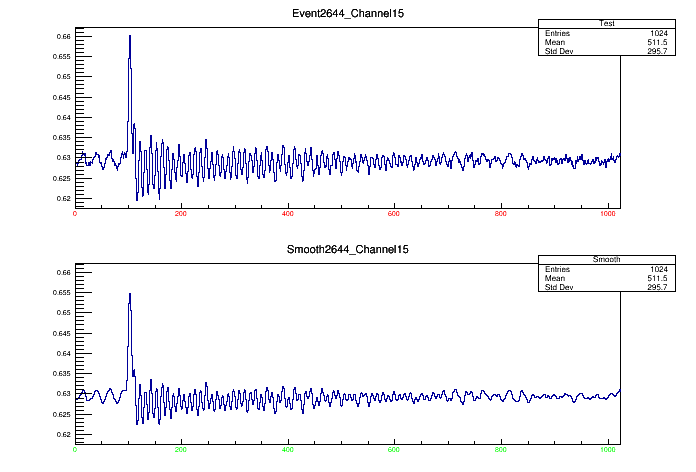 Event2644_Channel15
Test
Entries 1024
Mean 511.5
Std Dev 295.7
0.66
0.655
0.65
0.645
0.64
0.635
0.63
0.625
0.62
0 200 400 600 800 1000
Smooth2644_Channel15
Smooth
Entries 1024
Mean 511.5
Std Dev 295.7
0.66
0.655
0.65
0.645
0.64
0.635
0.63
0.625
0.62
0 200 400 600 800 1000